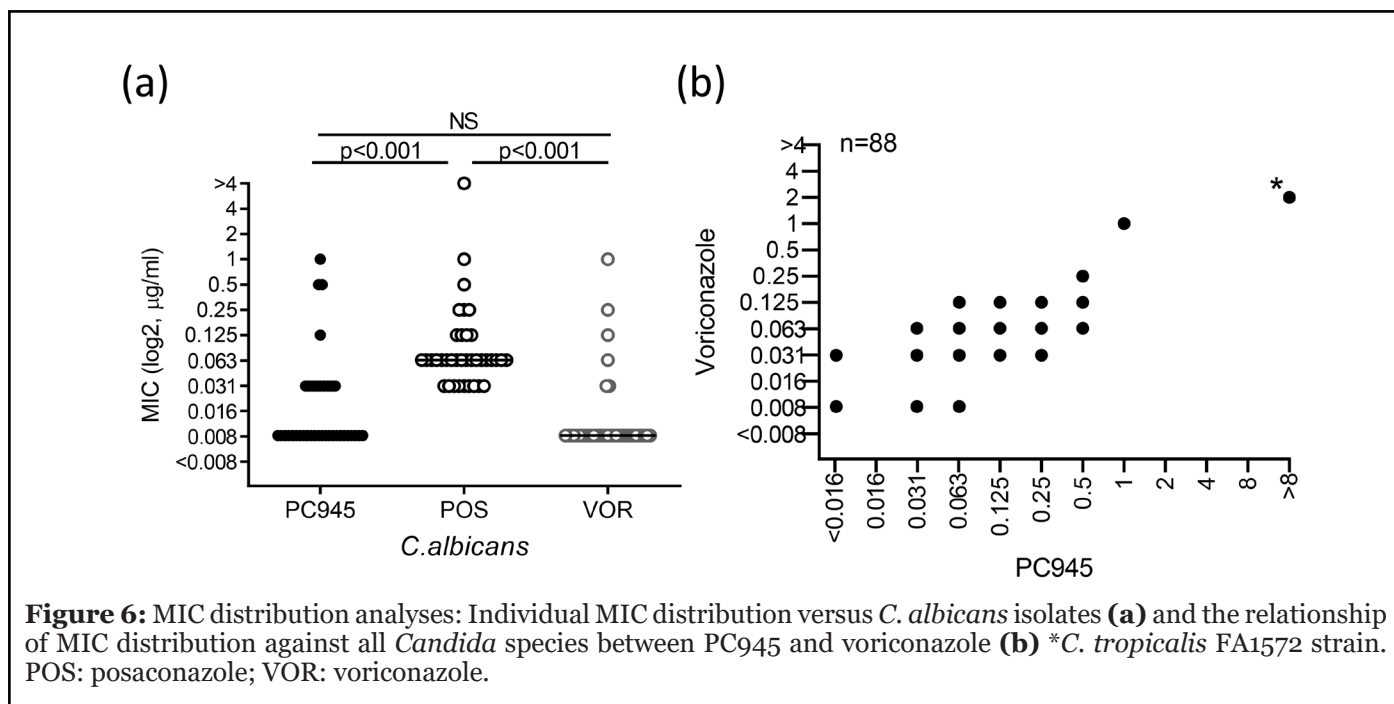 (a)
NS
p<0.001 p<0.001
MIC (log2, µg/ml)
>4
4
2
1
0.5
0.25
0.125
0.063
0.031
0.016
0.008
<0.008
PC945 POS VOR
C.albicans
(b)
n=88
Voriconazole
>4
4
2
1
0.5
0.25
0.125
0.063
0.031
0.016
0.008
<0.008
*
<0.016 0.016 0.031 0.063 0.125 0.25 0.5 1 2 4 8 >8
PC945
Figure 6: MIC distribution analyses: Individual MIC distribution versus C. albicans isolates (a) and the relationship
of MIC distribution against all Candida species between PC945 and voriconazole (b) *C. tropicalis FA1572 strain.
POS: posaconazole; VOR: voriconazole.